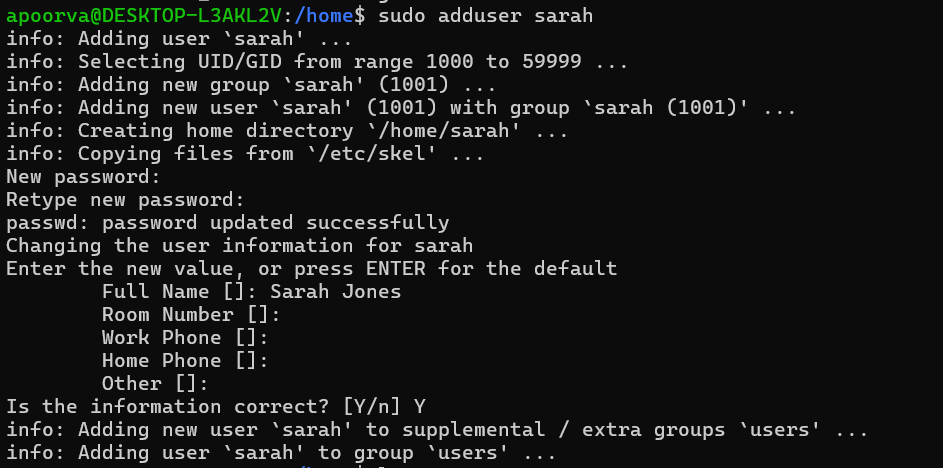 apoorva@DESKTOP-L3AKL2V:/home$ sudo adduser sarah
info: Adding user `sarah' ...
info: Selecting UID/GID from range 1000 to 59999 ...
info: Adding new group `sarah' (1001) ...
info: Adding new user `sarah' (1001) with group `sarah (1001)' ...
info: Creating home directory `/home/sarah' ...
info: Copying files from `/etc/skel' ...
New password:
Retype new password:
passwd: password updated successfully
Changing the user information for sarah
Enter the new value, or press ENTER for the default
        Full Name []: Sarah Jones
        Room Number []:
        Work Phone []:
        Home Phone []:
        Other []:
Is the information correct? [Y/n] Y
info: Adding new user `sarah' to supplemental / extra groups `users' ...
info: Adding user `sarah' to group `users' ...